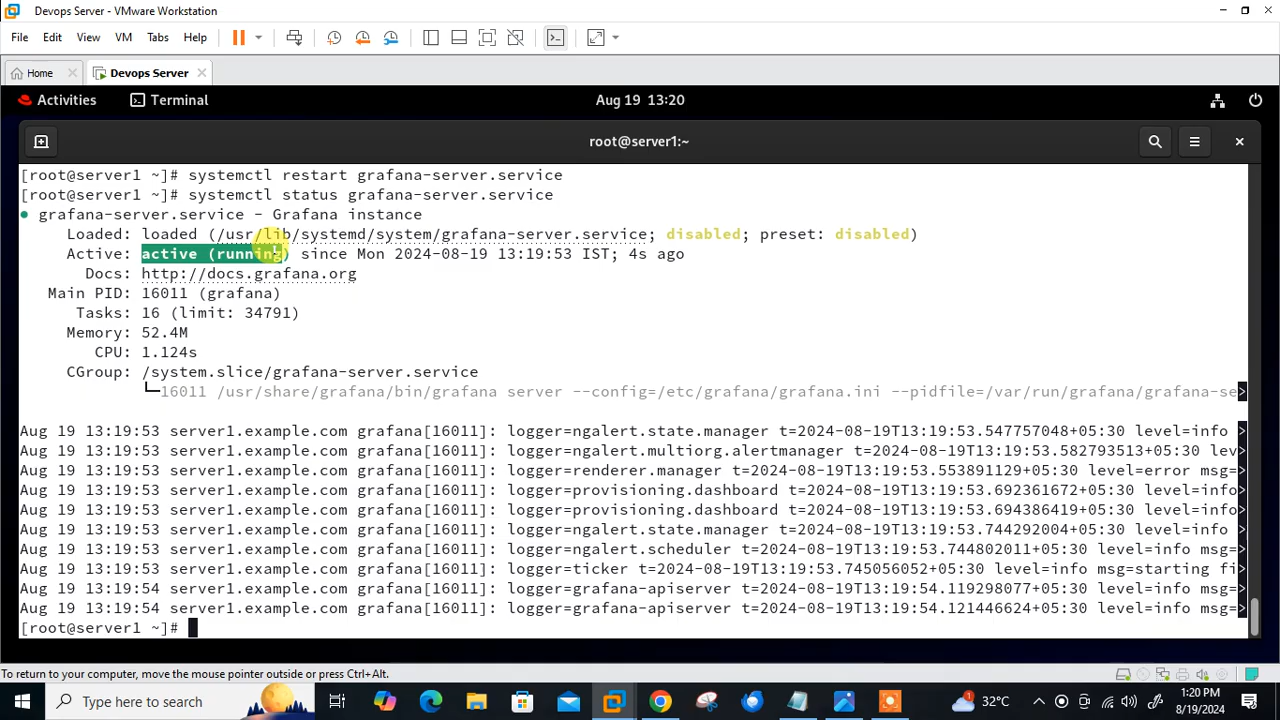 Devops Server - VMware Workstation
File Edit View VM Tabs Help
Home Devops Server
Activities Terminal Aug 19 13:20
root@server1:~
[root@server1 ~]# systemctl restart grafana-server.service
[root@server1 ~]# systemctl status grafana-server.service
● grafana-server.service - Grafana instance
Loaded: loaded (/usr/lib/systemd/system/grafana-server.service; disabled; preset: disabled)
Active: active (running) since Mon 2024-08-19 13:19:53 IST; 4s ago
Docs: http://docs.grafana.org
Main PID: 16011 (grafana)
Tasks: 16 (limit: 34791)
Memory: 52.4M
CPU: 1.124s
CGroup: /system.slice/grafana-server.service
└─16011 /usr/share/grafana/bin/grafana server --config=/etc/grafana/grafana.ini --pidfile=/var/run/grafana/grafana-se>
Aug 19 13:19:53 server1.example.com grafana[16011]: logger=ngalert.state.manager t=2024-08-19T13:19:53.547757048+05:30 level=info >
Aug 19 13:19:53 server1.example.com grafana[16011]: logger=ngalert.multiorg.alertmanager t=2024-08-19T13:19:53.582793513+05:30 lev>
Aug 19 13:19:53 server1.example.com grafana[16011]: logger=renderer.manager t=2024-08-19T13:19:53.553891129+05:30 level=error msg=>
Aug 19 13:19:53 server1.example.com grafana[16011]: logger=provisioning.dashboard t=2024-08-19T13:19:53.692361672+05:30 level=info>
Aug 19 13:19:53 server1.example.com grafana[16011]: logger=provisioning.dashboard t=2024-08-19T13:19:53.694386419+05:30 level=info>
Aug 19 13:19:53 server1.example.com grafana[16011]: logger=ngalert.state.manager t=2024-08-19T13:19:53.744292004+05:30 level=info >
Aug 19 13:19:53 server1.example.com grafana[16011]: logger=ngalert.scheduler t=2024-08-19T13:19:53.744802011+05:30 level=info msg=>
Aug 19 13:19:53 server1.example.com grafana[16011]: logger=ticker t=2024-08-19T13:19:53.745056052+05:30 level=info msg=starting fi>
Aug 19 13:19:54 server1.example.com grafana[16011]: logger=grafana-apiserver t=2024-08-19T13:19:54.119298077+05:30 level=info msg=>
Aug 19 13:19:54 server1.example.com grafana[16011]: logger=grafana-apiserver t=2024-08-19T13:19:54.121446624+05:30 level=info msg=>
[root@server1 ~]#
To return to your computer, move the mouse pointer outside or press Ctrl+Alt.
Type here to search 1 32°C 1:20 PM
8/19/2024